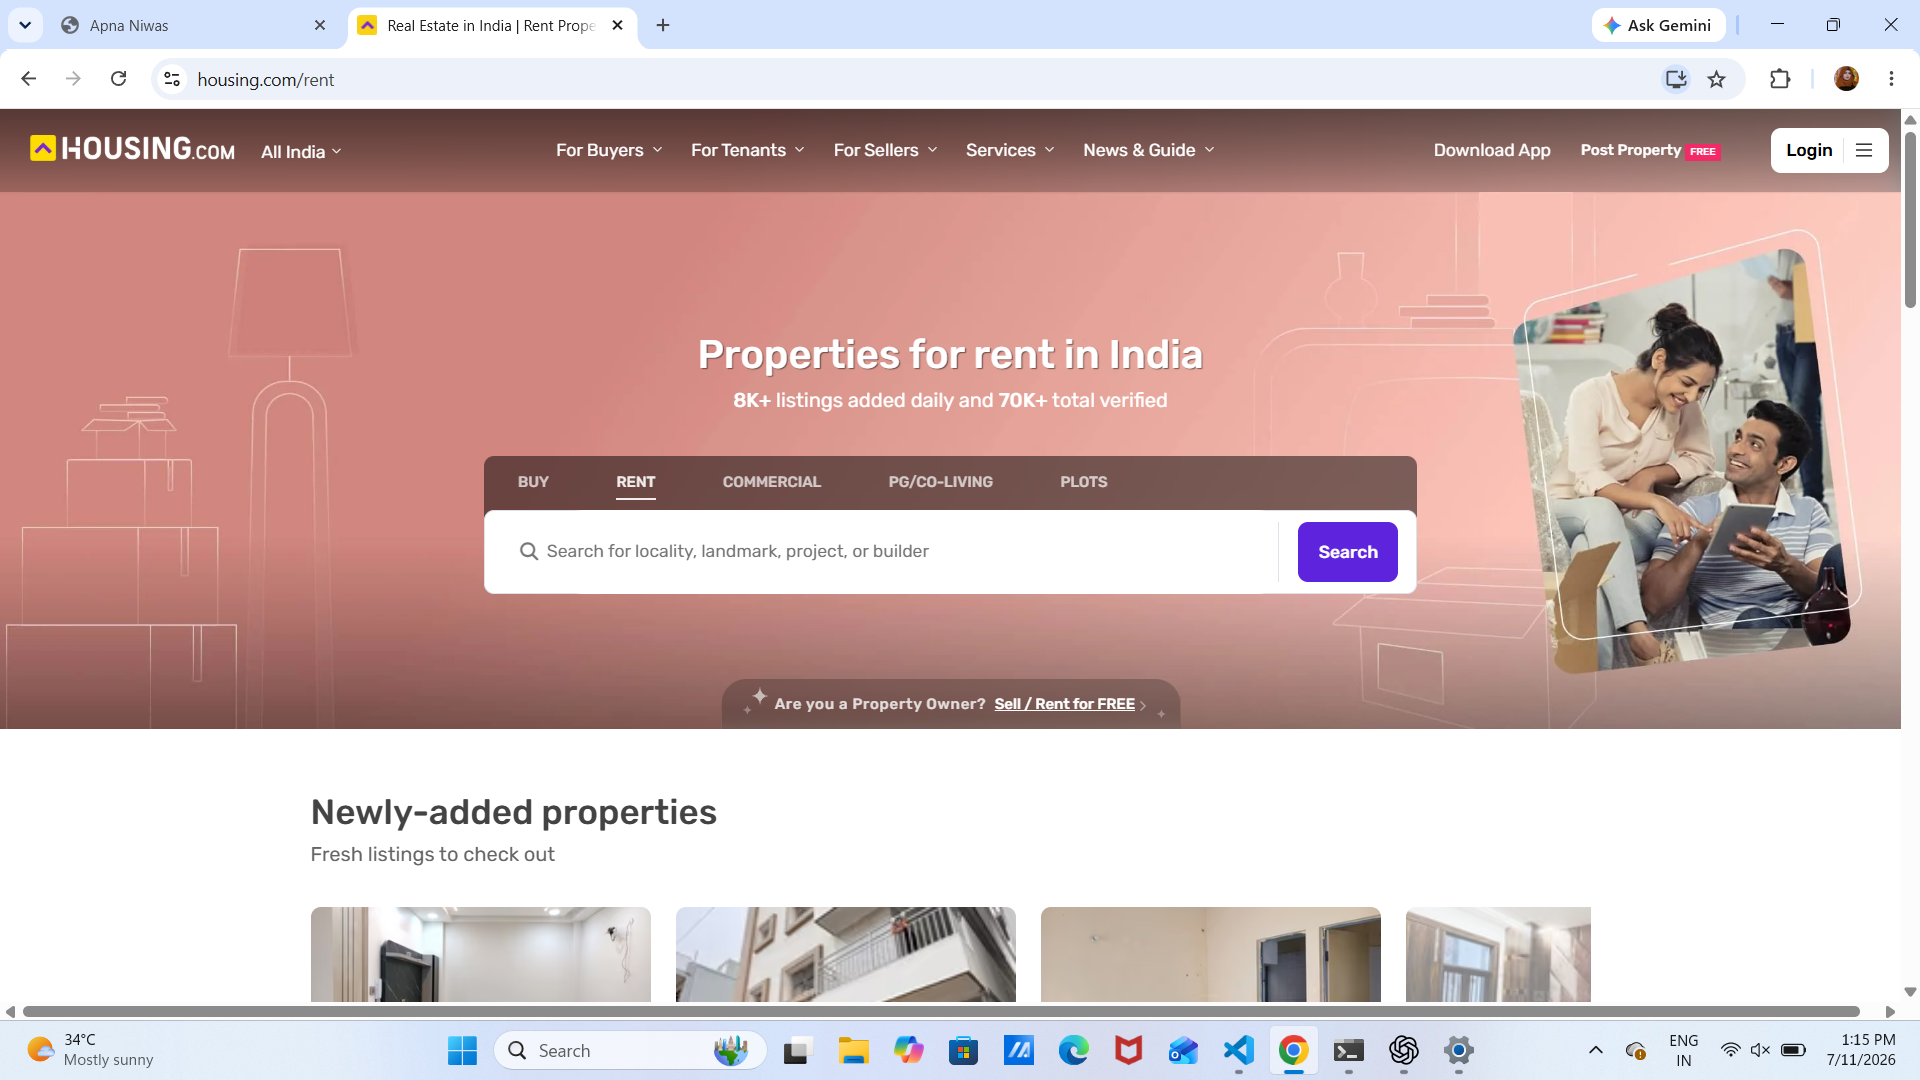 Apna Niwas
Real Estate in India | Rent Prope
Ask Gemini
housing.com/rent
HOUSING.COM
All India
For Buyers
For Tenants
For Sellers
Services
News & Guide
Download App
Post Property FREE
Login
Properties for rent in India
8K+ listings added daily and 70K+ total verified
BUY
RENT
COMMERCIAL
PG/CO-LIVING
PLOTS
Search for locality, landmark, project, or builder
Search
Are you a Property Owner? Sell / Rent for FREE
Newly-added properties
Fresh listings to check out
34°C
Mostly sunny
Search
ENG
IN
1:15 PM
7/11/2026